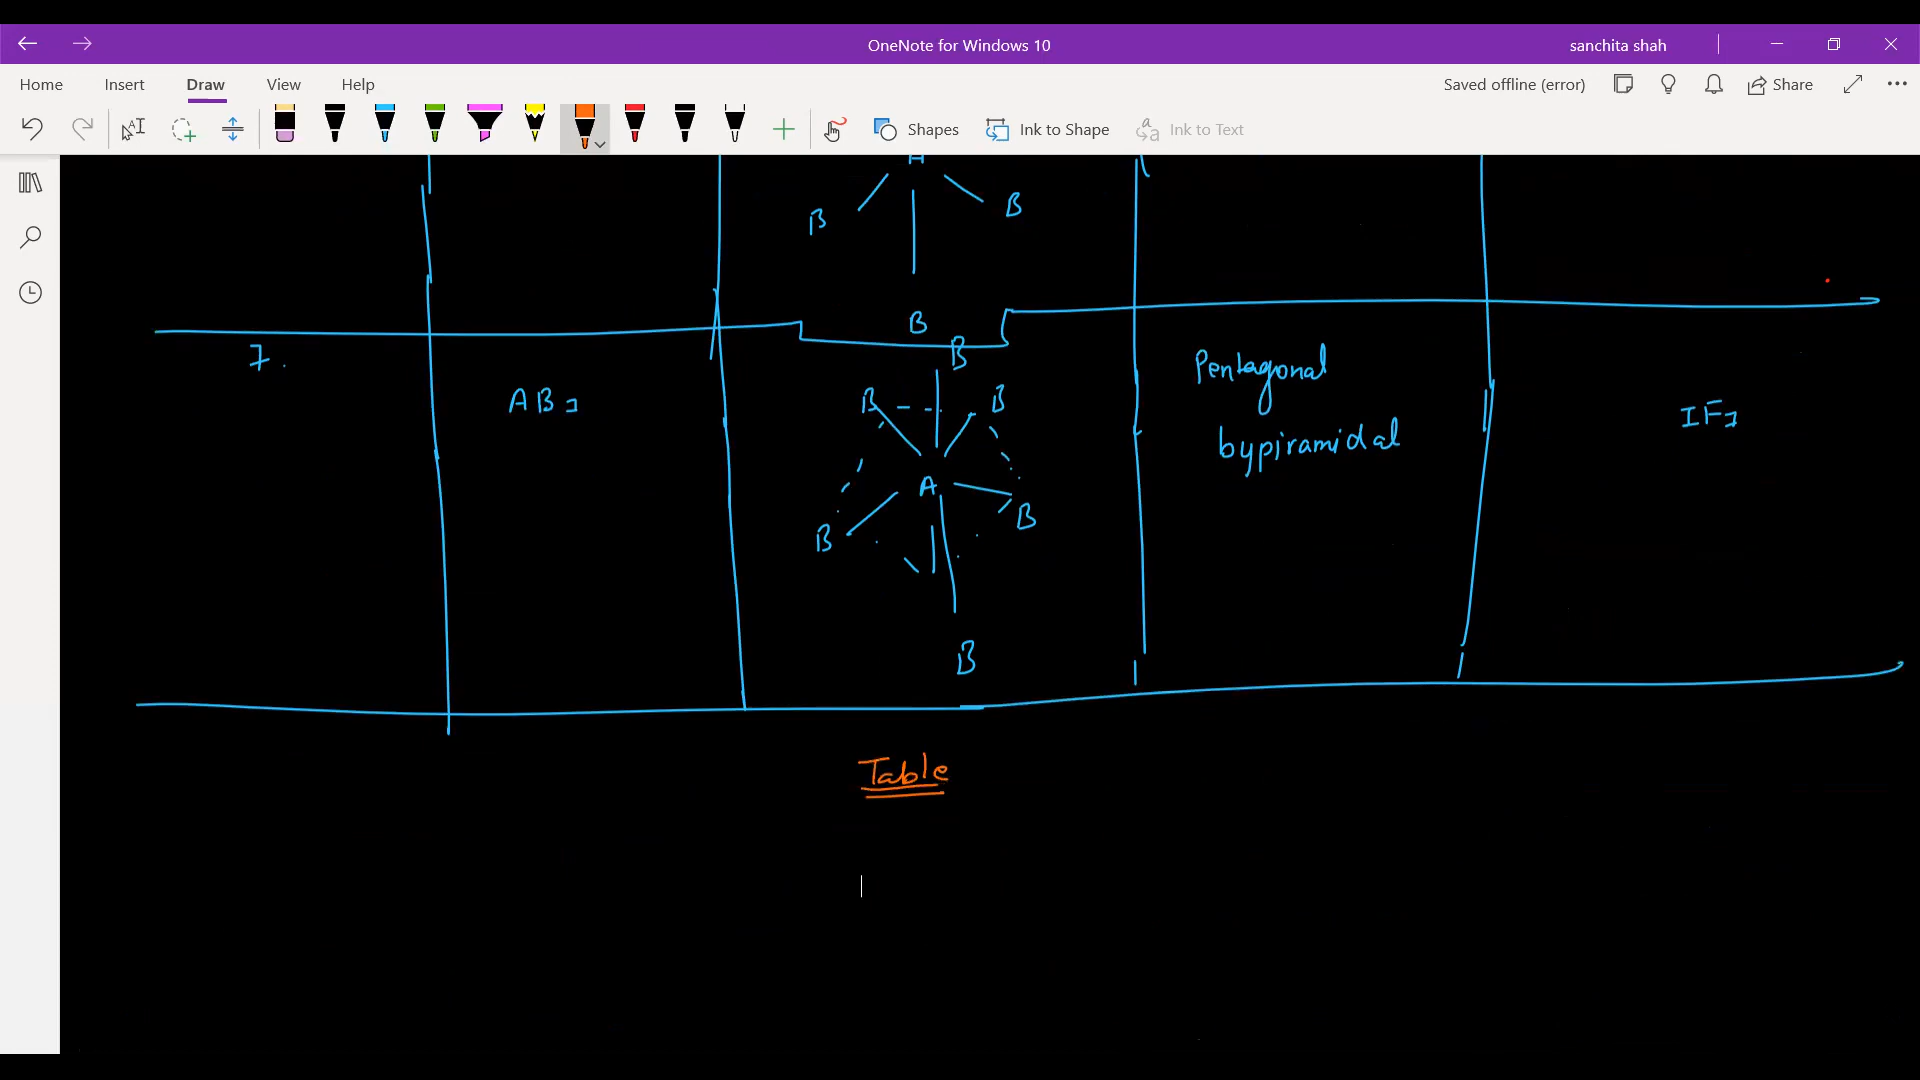 OneNote for Windows 10
sanchita shah
Home Insert Draw View Help
Saved offline (error)
Share
Shapes
Ink to Shape
Ink to Text
A
B B
B
7.
B
B B
AB7
Pentagonal
bypiramidal
IF7
A
B B
B
Table